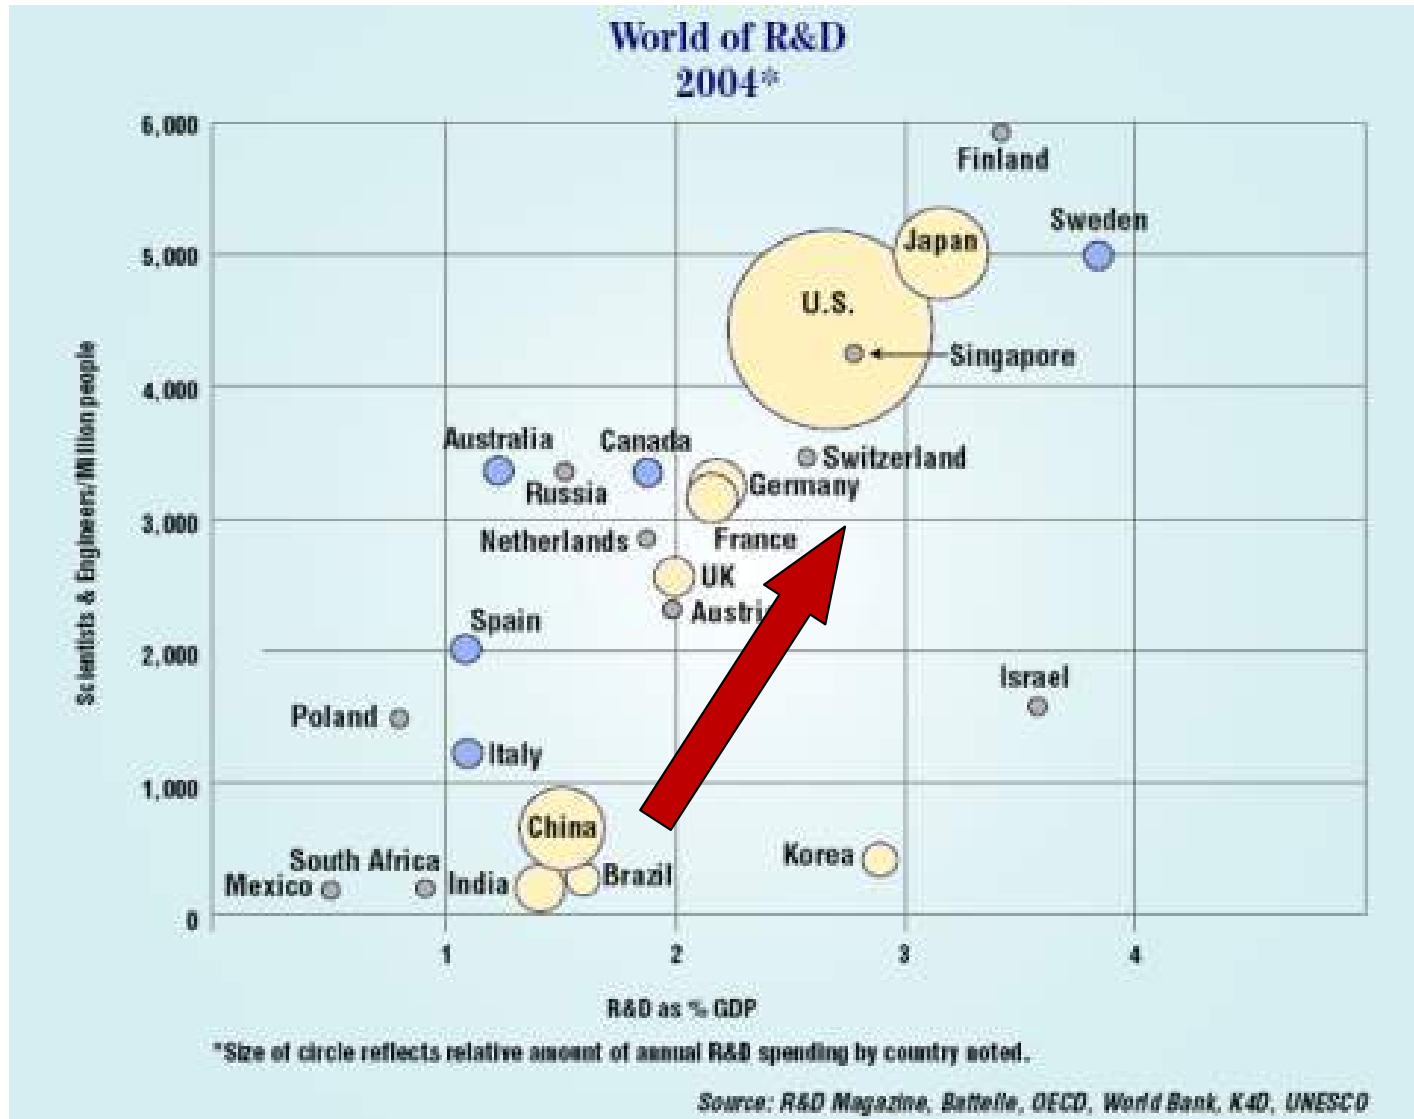 World of R&D
2004*
6,000
Finland
Sweden
Japan
5,000
U.S.
Singapore
4,000
Australia
Canada
Switzerland
Russia
Germany
3,000
Netherlands
France
UK
Austri
Spain
2,000
Israel
Poland
Italy
1,000
China
Korea
South Africa
Mexico
India
Brazil
0
1 2 3 4
Scientists & Engineers/Million people
R&D as % GDP
*Size of circle reflects relative amount of annual R&D spending by country noted.
Source: R&D Magazine, Battelle, OECD, World Bank, K4D, UNESCO